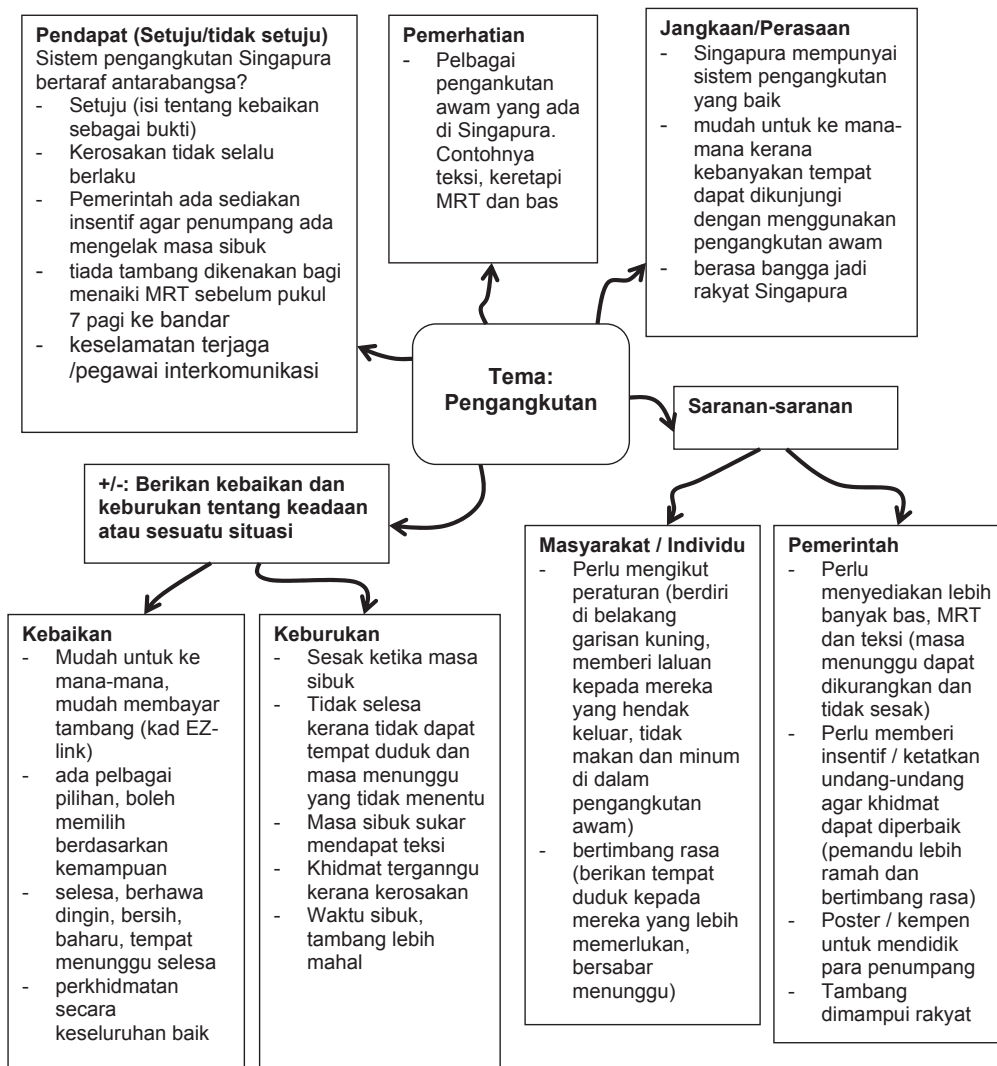 Pendapat (Setuju/tidak setuju)
Sistem pengangkutan Singapura
bertaraf antarabangsa?
- Setuju (isi tentang kebaikan
sebagai bukti)
- Kerosakan tidak selalu
berlaku
- Pemerintah ada sediakan
insentif agar penumpang ada
mengelak masa sibuk
- tiada tambang dikenakan bagi
menaiki MRT sebelum pukul
7 pagi ke bandar
- keselamatan terjaga
/pegawai interkomunikasi
Pemerhatian
- Pelbagai
pengankutan
awam yang ada
di Singapura.
Contohnya
teksi, keretapi
MRT dan bas
Jangkaan/Perasaan
- Singapura mempunyai
sistem pengangkutan
yang baik
- mudah untuk ke mana-
mana kerana
kebanyakan tempat
dapat dikunjungi
dengan menggunakan
pengangkutan awam
- berasa bangga jadi
rakyat Singapura
Tema:
Pengangkutan
Saranan-saranan
+/-: Berikan kebaikan dan
keburukan tentang keadaan
atau sesuatu situasi
Kebaikan
- Mudah untuk ke
mana-mana,
mudah membayar
tambang (kad EZ-
link)
- ada pelbagai
pilihan, boleh
memilih
berdasarkan
kemampuan
- selesa, berhawa
dingin, bersih,
baharu, tempat
menunggu selesa
- perkhidmatan
secara
keseluruhan baik
Keburukan
- Sesak ketika masa
sibuk
- Tidak selesa
kerana tidak dapat
tempat duduk dan
masa menunggu
yang tidak menentu
- Masa sibuk sukar
mendapat teksi
- Khidmat terganngu
kerana kerosakan
- Waktu sibuk,
tambang lebih
mahal
Masyarakat / Individu
- Perlu mengikut
peraturan (berdiri
di belakang
garisan kuning,
memberi laluan
kepada mereka
yang hendak
keluar, tidak
makan dan minum
di dalam
pengangkutan
awam)
- bertimbang rasa
(berikan tempat
duduk kepada
mereka yang lebih
memerlukan,
bersabar
menunggu)
Pemerintah
- Perlu
menyediakan lebih
banyak bas, MRT
dan teksi (masa
menunggu dapat
dikurangkan dan
tidak sesak)
- Perlu memberi
insentif / ketatkan
undang-undang
agar khidmat
dapat diperbaik
(pemandu lebih
ramah dan
bertimbang rasa)
- Poster / kempen
untuk mendidik
para penumpang
- Tambang
dimampui rakyat